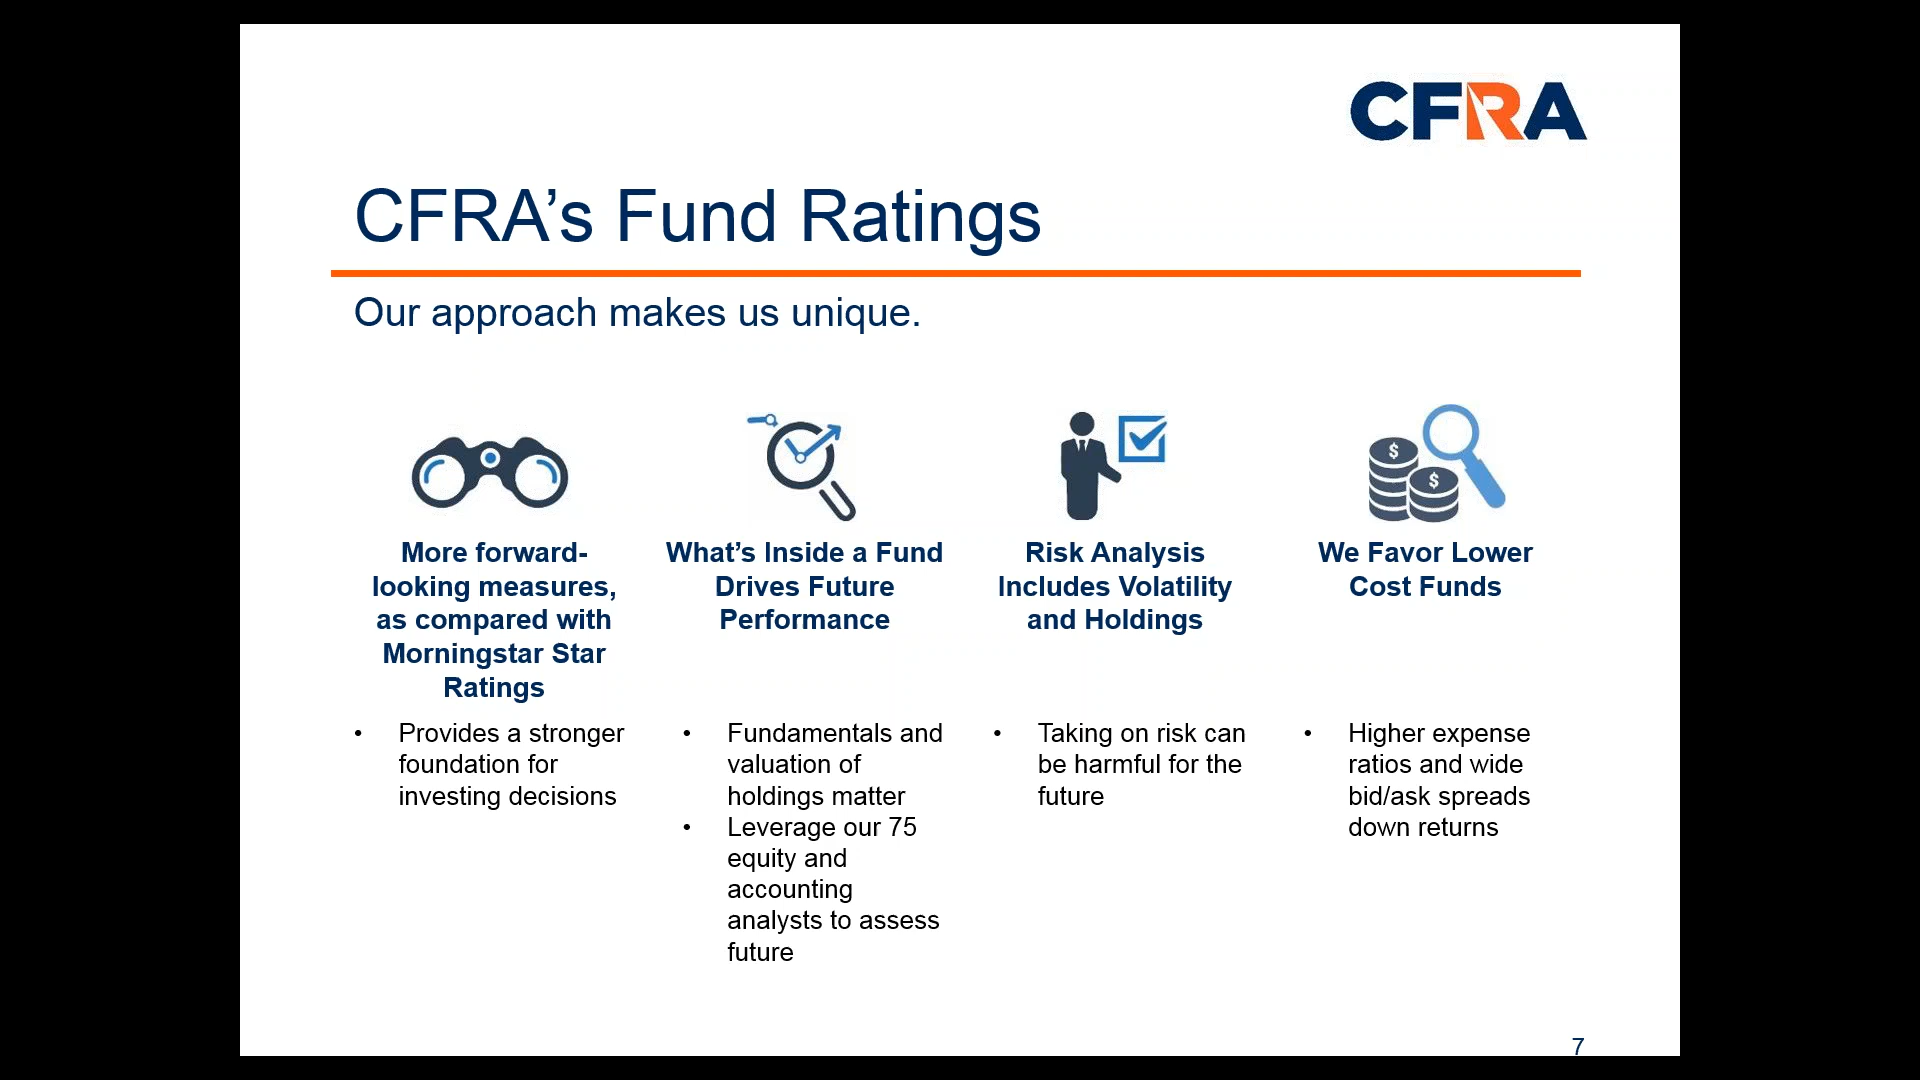 CFRA
CFRA’s Fund Ratings
Our approach makes us unique.
More forward-
looking measures,
as compared with
Morningstar Star
Ratings
• Provides a stronger
foundation for
investing decisions
What’s Inside a Fund
Drives Future
Performance
• Fundamentals and
valuation of
holdings matter
• Leverage our 75
equity and
accounting
analysts to assess
future
Risk Analysis
Includes Volatility
and Holdings
• Taking on risk can
be harmful for the
future
$
$
We Favor Lower
Cost Funds
• Higher expense
ratios and wide
bid/ask spreads
down returns
7